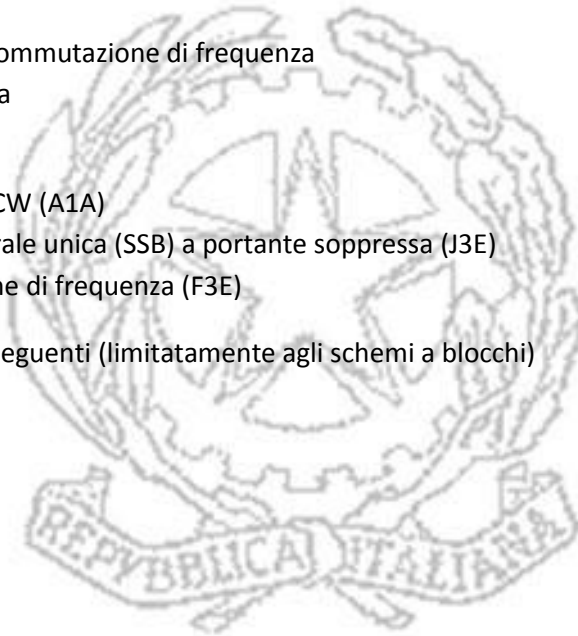 ommutazione di frequenza
a
CW (A1A)
rale unica (SSB) a portante soppressa (J3E)
ne di frequenza (F3E)
eguenti (limitatamente agli schemi a blocchi)
REPVBBLICA ITALIANA